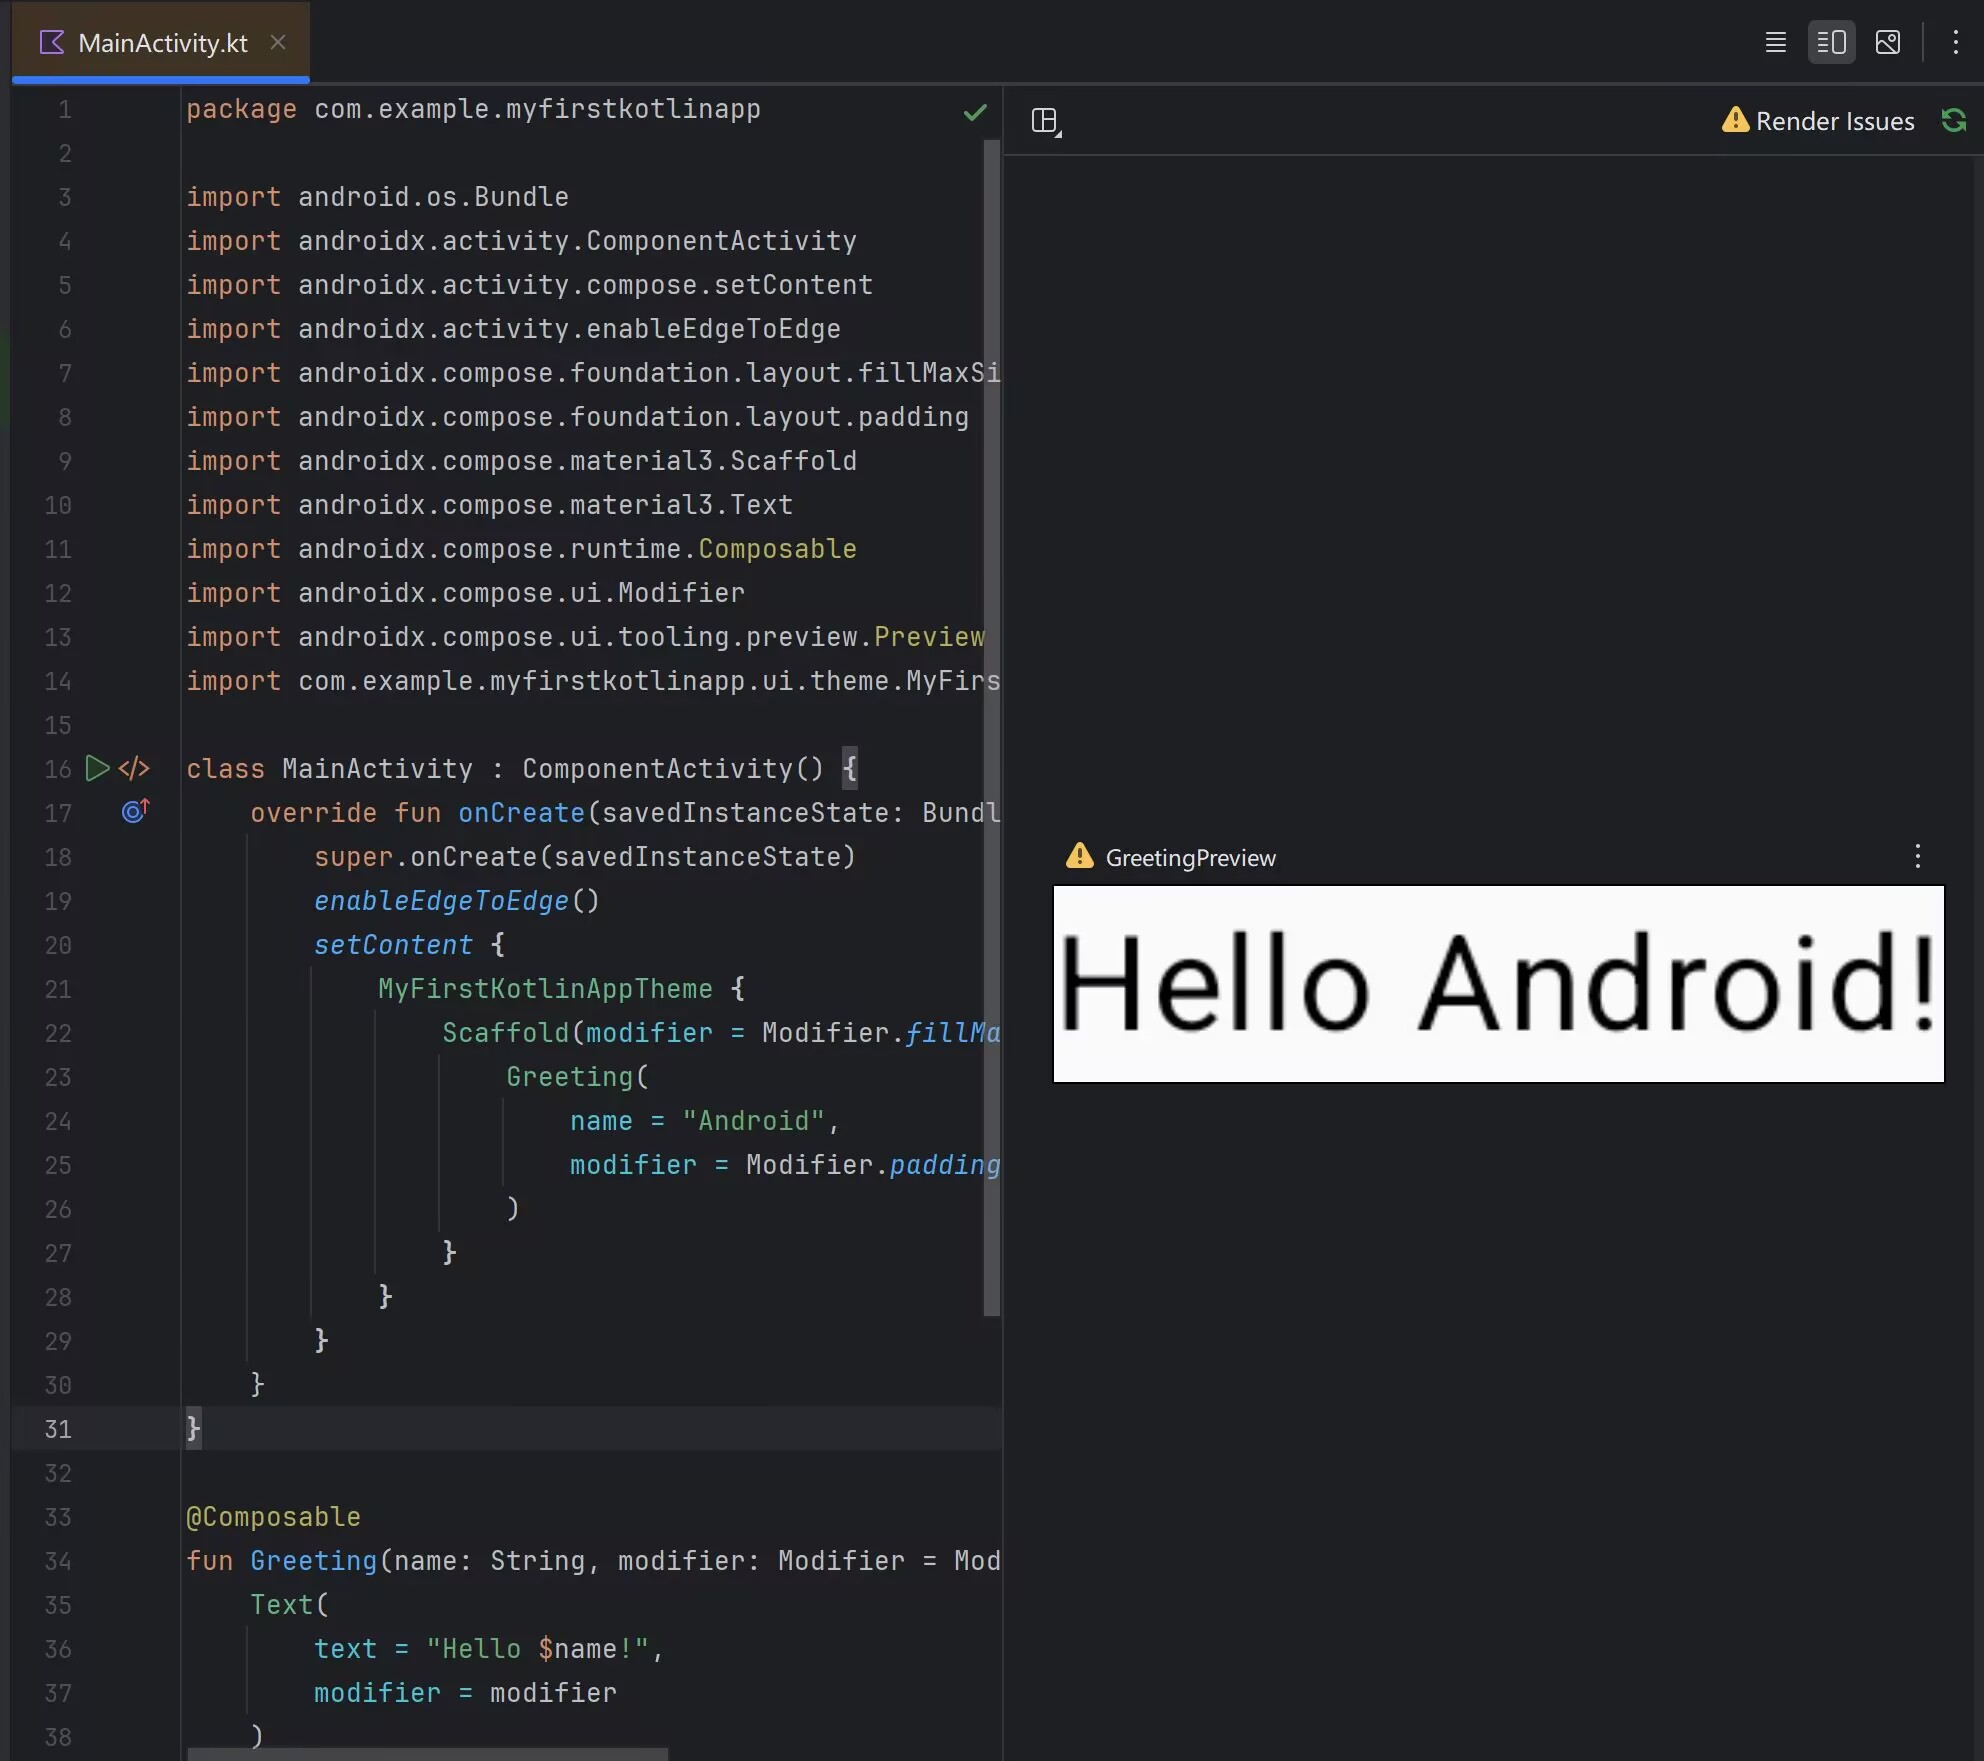 MainActivity.kt
1 package com.example.myfirstkotlinapp
2
3 import android.os.Bundle
4 import androidx.activity.ComponentActivity
5 import androidx.activity.compose.setContent
6 import androidx.activity.enableEdgeToEdge
7 import androidx.compose.foundation.layout.fillMaxSi
8 import androidx.compose.foundation.layout.padding
9 import androidx.compose.material3.Scaffold
10 import androidx.compose.material3.Text
11 import androidx.compose.runtime.Composable
12 import androidx.compose.ui.Modifier
13 import androidx.compose.ui.tooling.preview.Preview
14 import com.example.myfirstkotlinapp.ui.theme.MyFirs
15
16 class MainActivity : ComponentActivity() {
17     override fun onCreate(savedInstanceState: Bundl
18         super.onCreate(savedInstanceState)
19         enableEdgeToEdge()
20         setContent {
21             MyFirstKotlinAppTheme {
22                 Scaffold(modifier = Modifier.fillMa
23                     Greeting(
24                         name = "Android",
25                         modifier = Modifier.padding
26                     )
27                 }
28             }
29         }
30     }
31 }
32
33 @Composable
34 fun Greeting(name: String, modifier: Modifier = Mod
35     Text(
36         text = "Hello $name!",
37         modifier = modifier
38     )
Render Issues
GreetingPreview
Hello Android!